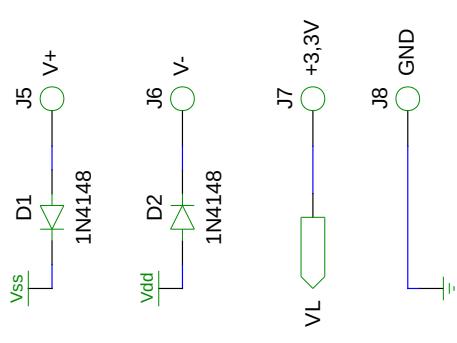 V+
J5
D1
1N4148
Vss
V-
J6
D2
1N4148
Vdd
+3,3V
J7
VL
GND
J8